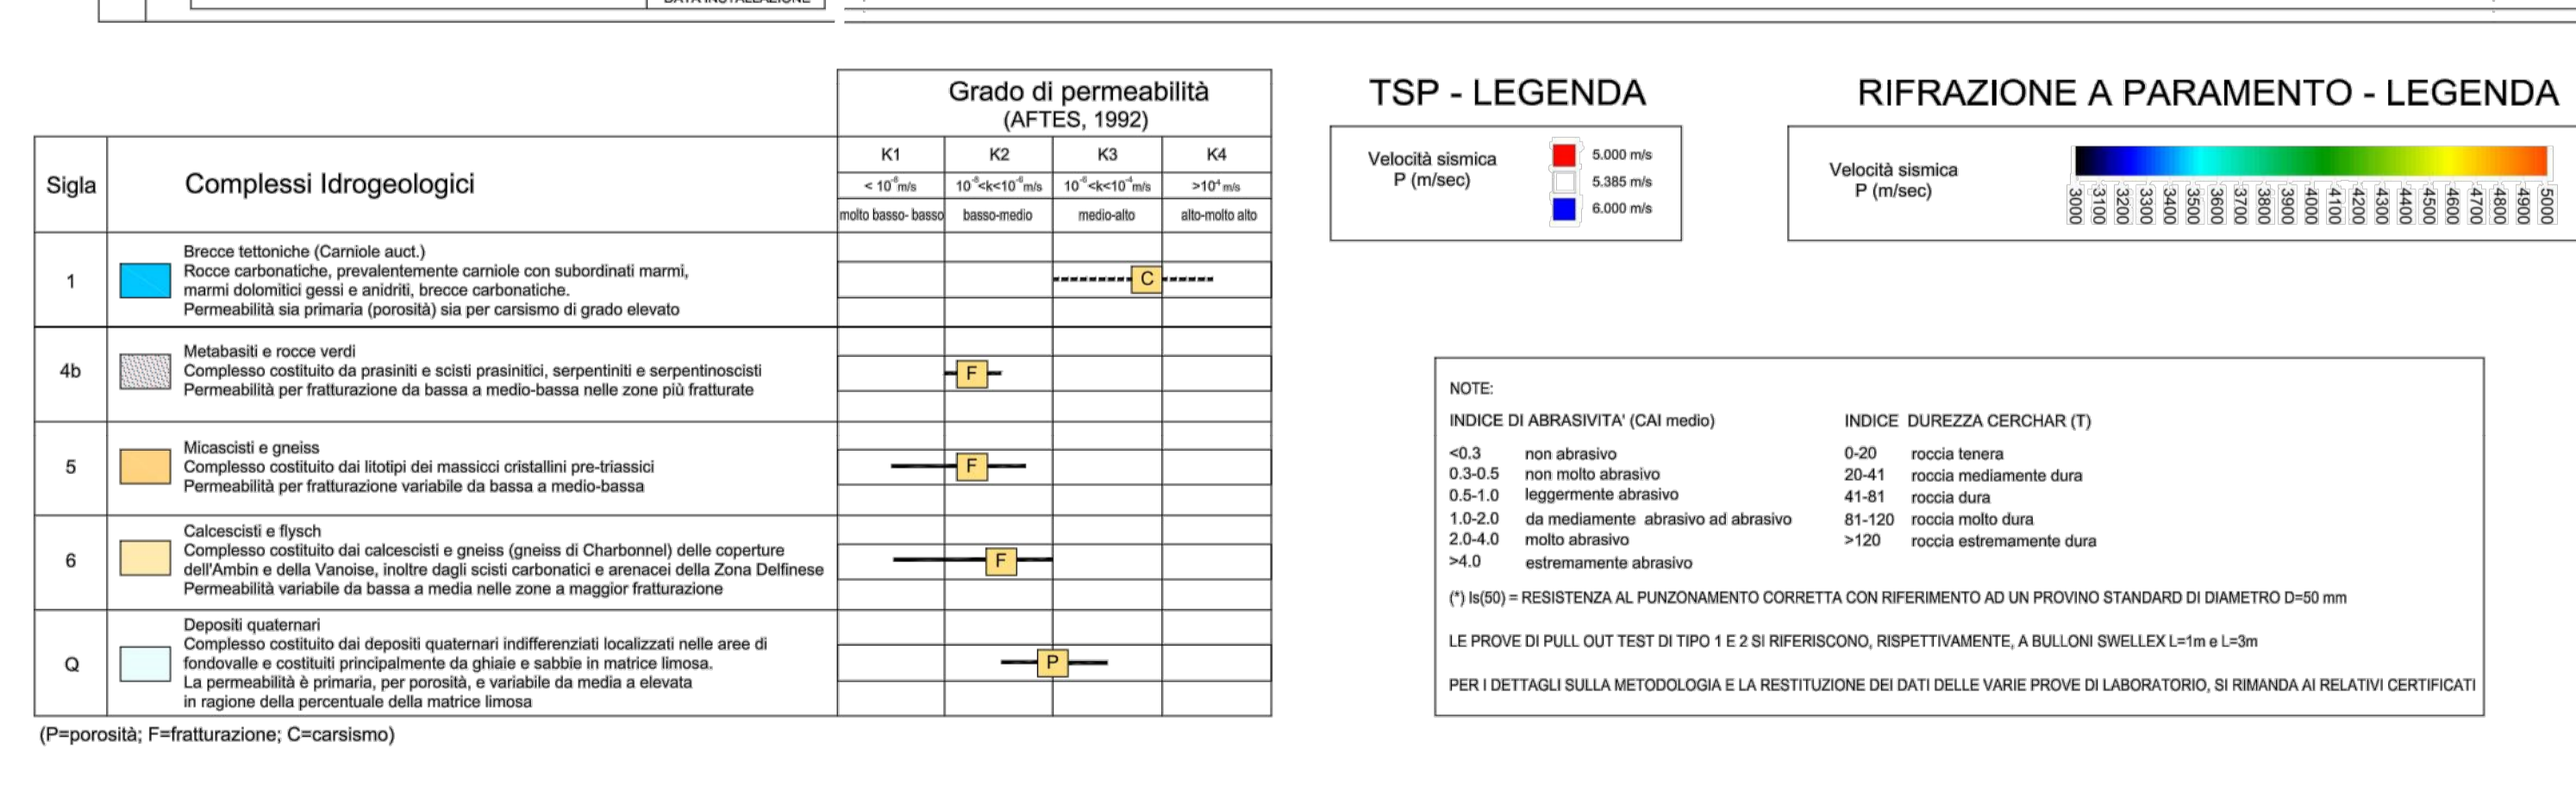 DATA INSTALLAZIONE
Grado di permeabilità
(AFTES, 1992)
Sigla
Complessi Idrogeologici
K1
K2
K3
K4
< 10⁻⁸m/s
10⁻⁸<k<10⁻⁶m/s
10⁻⁶<k<10⁻⁴m/s
>10⁴m/s
molto basso- basso
basso-medio
medio-alto
alto-molto alto
1
Brecce tettoniche (Carniole auct.)
Rocce carbonatiche, prevalentemente carniole con subordinati marmi,
marmi dolomitici gessi e anidriti, brecce carbonatiche.
Permeabilità sia primaria (porosità) sia per carsismo di grado elevato
C
4b
Metabasiti e rocce verdi
Complesso costituito da prasiniti e scisti prasinitici, serpentiniti e serpentinoscisti
Permeabilità per fratturazione da bassa a medio-bassa nelle zone più fratturate
F
5
Micascisti e gneiss
Complesso costituito dai litotipi dei massicci cristallini pre-triassici
Permeabilità per fratturazione variabile da bassa a medio-bassa
F
6
Calcescisti e flysch
Complesso costituito dai calcescisti e gneiss (gneiss di Charbonnel) delle coperture
dell'Ambin e della Vanoise, inoltre dagli scisti carbonatici e arenacei della Zona Delfinese
Permeabilità variabile da bassa a media nelle zone a maggior fratturazione
F
Q
Depositi quaternari
Complesso costituito dai depositi quaternari indifferenziati localizzati nelle aree di
fondovalle e costituiti principalmente da ghiaie e sabbie in matrice limosa.
La permeabilità è primaria, per porosità, e variabile da media a elevata
in ragione della percentuale della matrice limosa
P
(P=porosità; F=fratturazione; C=carsismo)
TSP - LEGENDA
Velocità sismica
P (m/sec)
5.000 m/s
5.385 m/s
6.000 m/s
RIFRAZIONE A PARAMENTO - LEGENDA
Velocità sismica
P (m/sec)
3000 3100 3200 3300 3400 3500 3600 3700 3800 3900 4000 4100 4200 4300 4400 4500 4600 4700 4800 4900 5000
NOTE:
INDICE DI ABRASIVITA' (CAI medio)
<0.3 non abrasivo
0.3-0.5 non molto abrasivo
0.5-1.0 leggermente abrasivo
1.0-2.0 da mediamente abrasivo ad abrasivo
2.0-4.0 molto abrasivo
>4.0 estremamente abrasivo
INDICE DUREZZA CERCHAR (T)
0-20 roccia tenera
20-41 roccia mediamente dura
41-81 roccia dura
81-120 roccia molto dura
>120 roccia estremamente dura
(*) Is(50) = RESISTENZA AL PUNZONAMENTO CORRETTA CON RIFERIMENTO AD UN PROVINO STANDARD DI DIAMETRO D=50 mm
LE PROVE DI PULL OUT TEST DI TIPO 1 E 2 SI RIFERISCONO, RISPETTIVAMENTE, A BULLONI SWELLEX L=1m e L=3m
PER I DETTAGLI SULLA METODOLOGIA E LA RESTITUZIONE DEI DATI DELLE VARIE PROVE DI LABORATORIO, SI RIMANDA AI RELATIVI CERTIFICATI